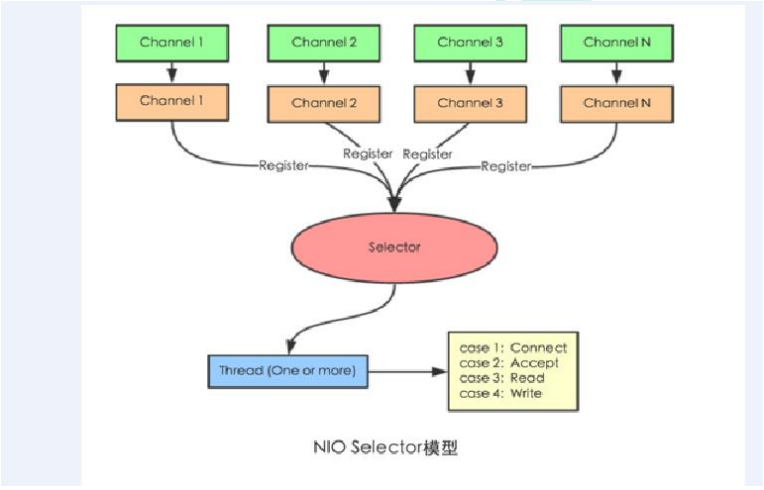 Channel 1
Channel 2
Channel 3
Channel N
Channel 1
Channel 2
Channel 3
Channel N
Register
Register
Register
Register
Selector
Thread (One or more)
case 1: Connect
case 2: Accept
case 3: Read
case 4: Write
NIO Selector模型